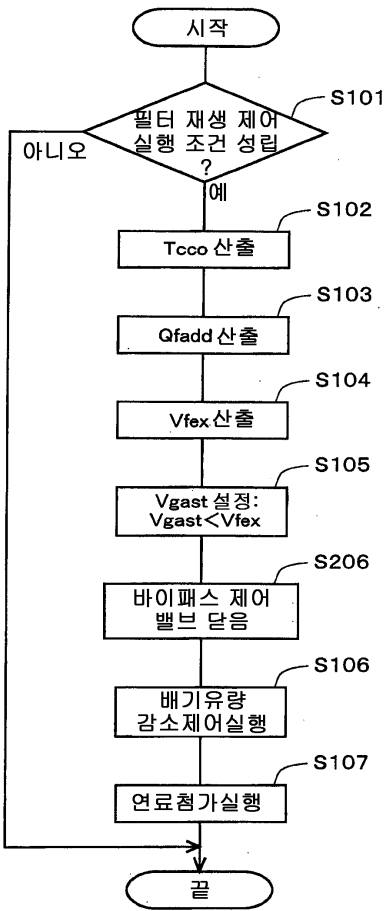 시작
S101
필터 재생 제어
실행 조건 성립
?
아니오
예
S102
Tcco 산출
S103
Qfadd 산출
S104
Vfex 산출
S105
Vgast 설정:
Vgast<Vfex
S206
바이패스 제어
밸브 닫음
S106
배기유량
감소제어실행
S107
연료첨가실행
끝